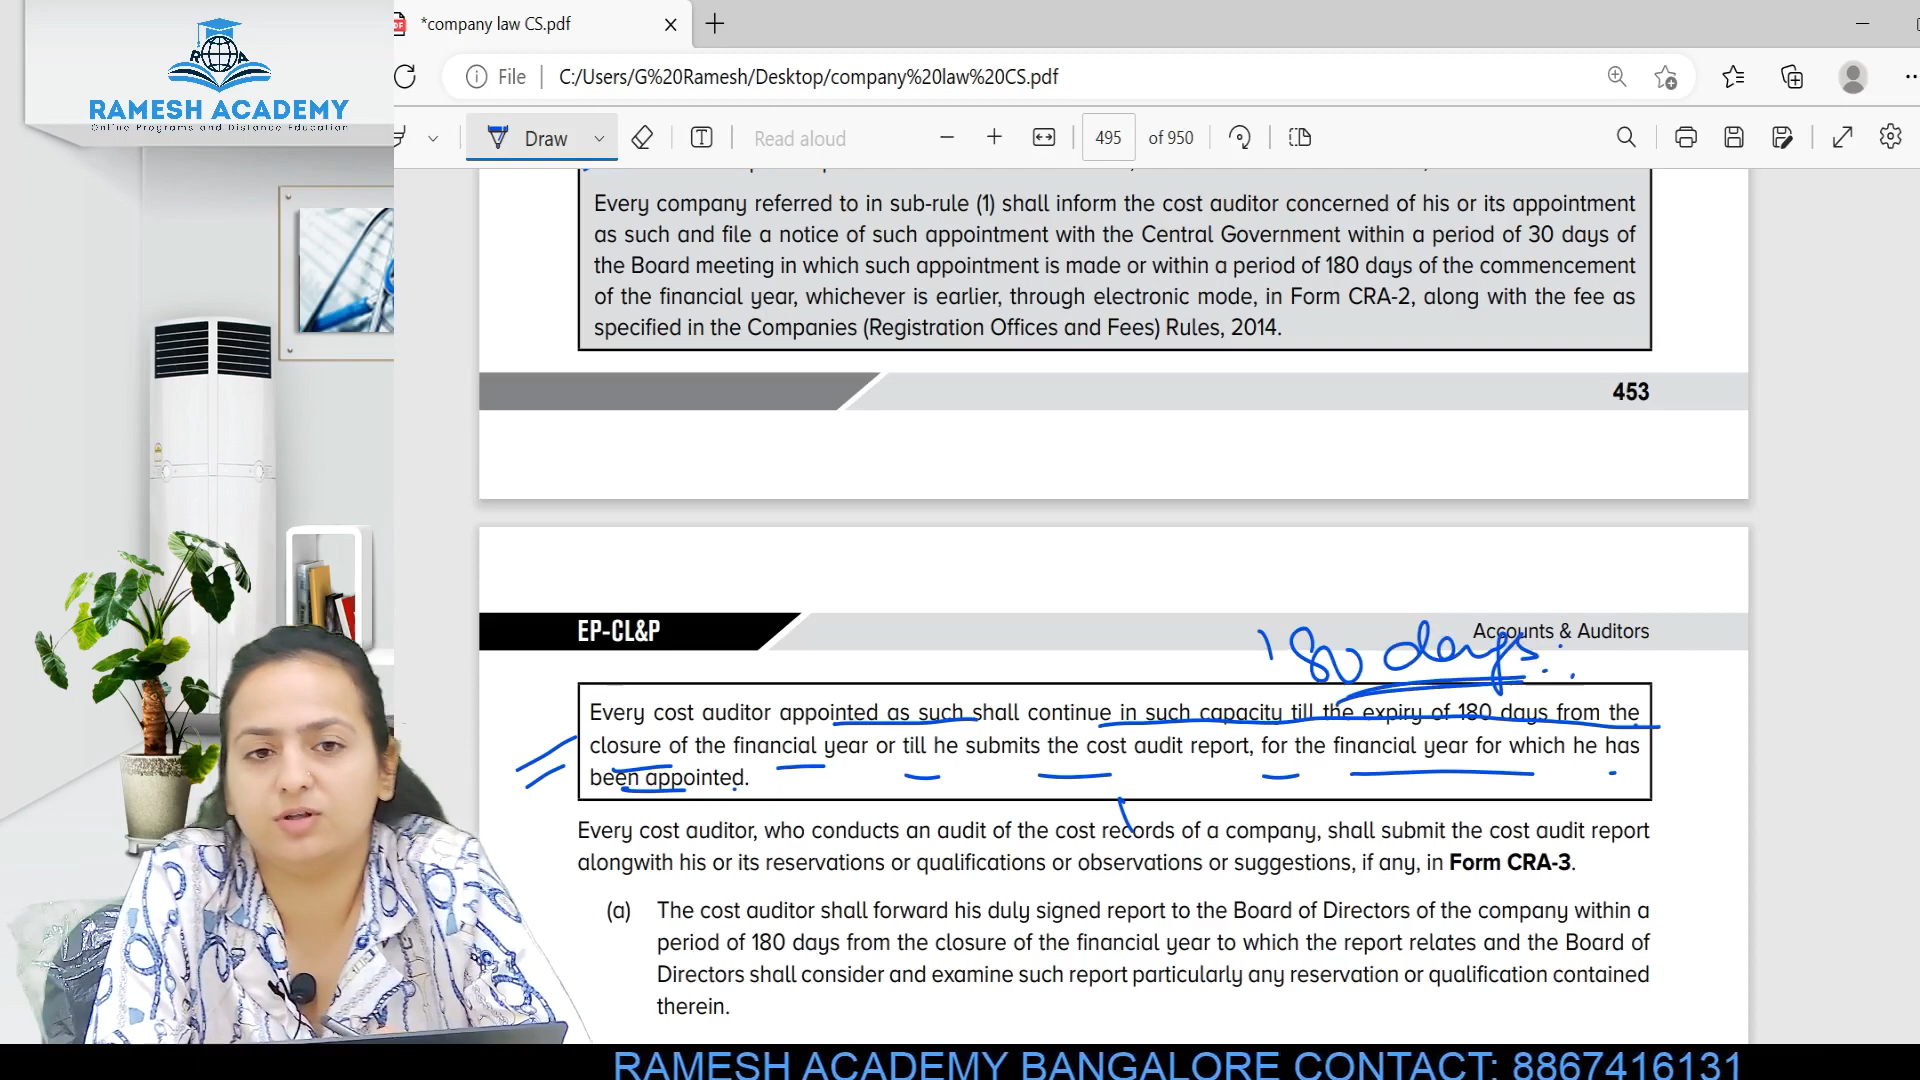 *company law CS.pdf
RA
RAMESH ACADEMY
Online Programs and Distance Education
File
C:/Users/G%20Ramesh/Desktop/company%20law%20CS.pdf
Draw
Read aloud
495
of 950
Every company referred to in sub-rule (1) shall inform the cost auditor concerned of his or its appointment
as such and file a notice of such appointment with the Central Government within a period of 30 days of
the Board meeting in which such appointment is made or within a period of 180 days of the commencement
of the financial year, whichever is earlier, through electronic mode, in Form CRA-2, along with the fee as
specified in the Companies (Registration Offices and Fees) Rules, 2014.
453
EP-CL&P
Accounts & Auditors
180 days
Every cost auditor appointed as such shall continue in such capacity till the expiry of 180 days from the
closure of the financial year or till he submits the cost audit report, for the financial year for which he has
been appointed.
Every cost auditor, who conducts an audit of the cost records of a company, shall submit the cost audit report
alongwith his or its reservations or qualifications or observations or suggestions, if any, in Form CRA-3.
(a) The cost auditor shall forward his duly signed report to the Board of Directors of the company within a
period of 180 days from the closure of the financial year to which the report relates and the Board of
Directors shall consider and examine such report particularly any reservation or qualification contained
therein.
RAMESH ACADEMY BANGALORE CONTACT: 8867416131